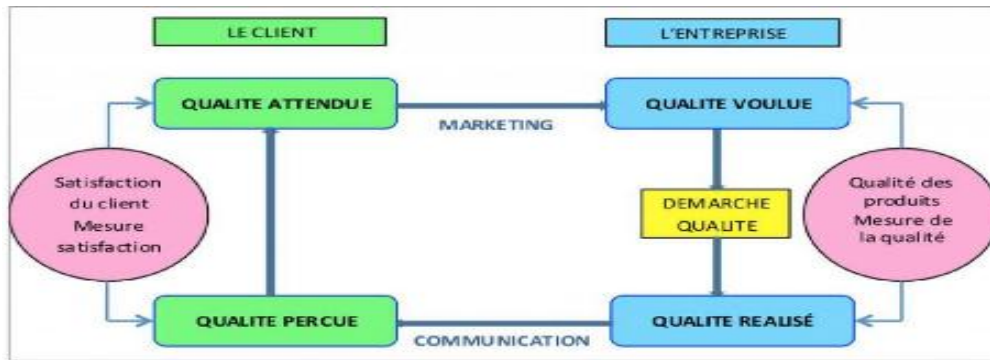 LE CLIENT
L'ENTREPRISE
QUALITE ATTENDUE
QUALITE VOULUE
MARKETING
Satisfaction
du client
Mesure
satisfaction
DEMARCHE
QUALITE
Qualité des
produits
Mesure de
la qualité
QUALITE PERCUE
QUALITE REALISÉ
COMMUNICATION